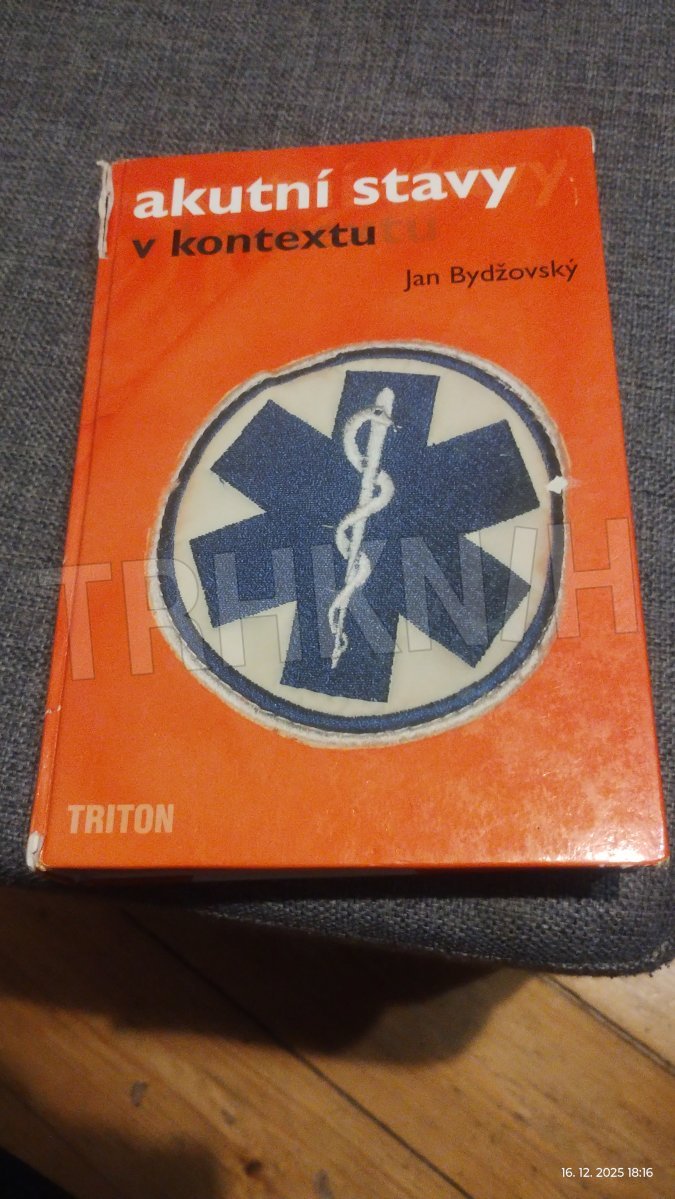 akutní stavy
v kontextu
Jan Bydžovský
TRHKNIH
TRITON
16. 12. 2025 18:16